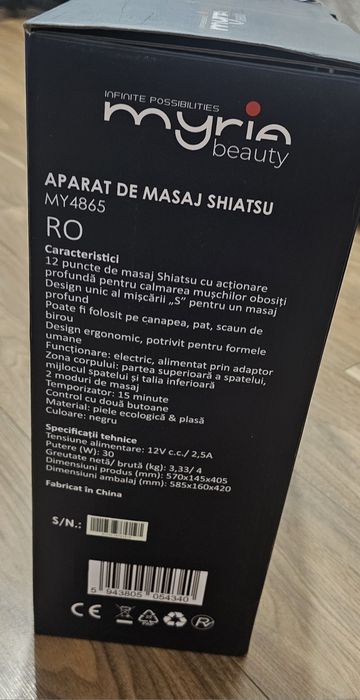 myria
INFINITE POSSIBILITIES
myria
beauty
APARAT DE MASAJ SHIATSU
MY4865
RO
Caracteristici
12 puncte de masaj Shiatsu cu acționare
profundă pentru calmarea mușchilor obosiți
Design unic al mișcării „S” pentru un masaj
profund
Poate fi folosit pe canapea, pat, scaun de
birou
Design ergonomic, potrivit pentru formele
umane
Funcționare: electric, alimentat prin adaptor
Zona corpului: partea superioară a spatelui,
mijlocul spatelui și talia inferioară
2 moduri de masaj
Temporizator: 15 minute
Control cu două butoane
Material: piele ecologică & plasă
Culoare: negru
Specificații tehnice
Tensiune alimentare: 12V c.c./ 2,5A
Putere (W): 30
Greutate netă/ brută (kg): 3,33/ 4
Dimensiuni produs (mm): 570x145x405
Dimensiuni ambalaj (mm): 585x160x420
Fabricat în China
S/N.:
5 943805 054340
CE